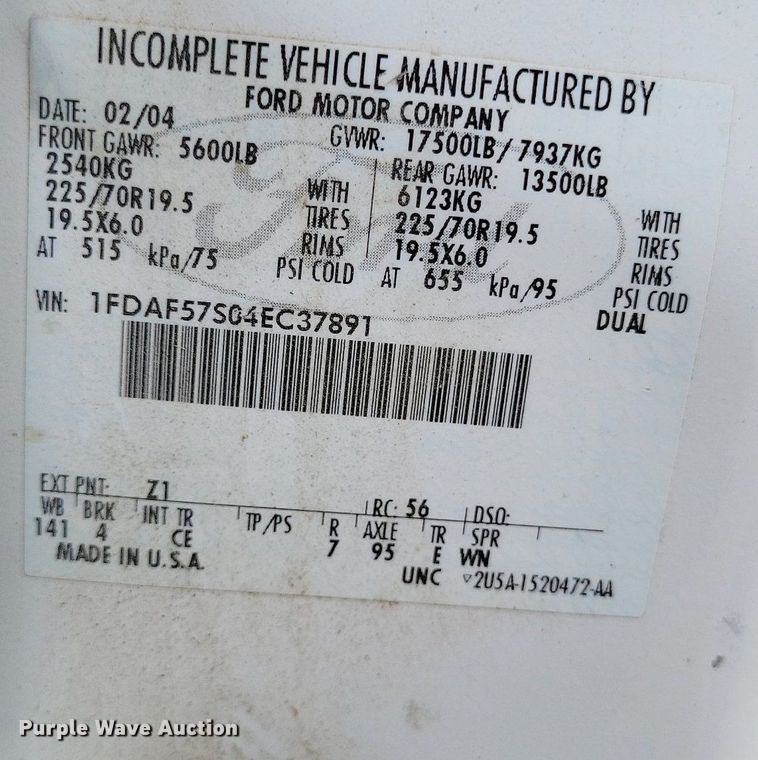 INCOMPLETE VEHICLE MANUFACTURED BY
FORD MOTOR COMPANY
DATE: 02/04 GVWR: 17500LB/ 7937KG
FRONT GAWR: 5600LB REAR GAWR: 13500LB
2540KG WITH 6123KG WITH
225/70R19.5 TIRES 225/70R19.5 TIRES
19.5X6.0 RIMS 19.5X6.0 RIMS
AT 515 kPa/75 PSI COLD AT 655 kPa/95 PSI COLD
DUAL
VIN: 1FDAF57S04EC37891
Ford
EXT PNT: Z1 RC: 56 DSO:
WB BRK INT TR TP/PS R AXLE TR SPR
141 4 CE 7 95 E WN
MADE IN U.S.A. UNC 2U5A-1520472-AA
Purple Wave Auction